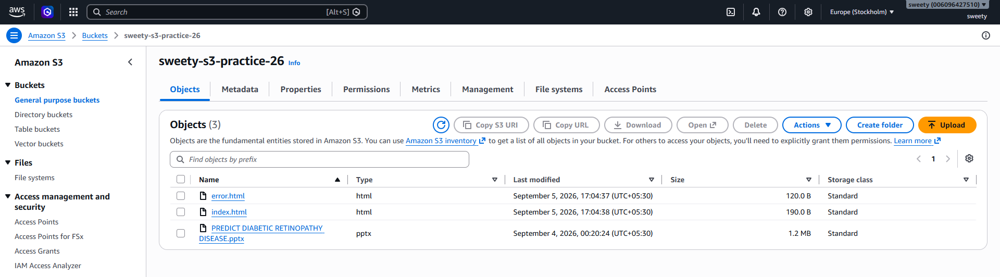 aws
Search [Alt+S]
Europe (Stockholm)
sweety (006096427510)
sweety
Amazon S3 Buckets sweety-s3-practice-26
Amazon S3
Buckets
General purpose buckets
Directory buckets
Table buckets
Vector buckets
Files
File systems
Access management and
security
Access Points
Access Points for FSx
Access Grants
IAM Access Analyzer
sweety-s3-practice-26 Info
Objects Metadata Properties Permissions Metrics Management File systems Access Points
Objects (3)
Copy S3 URI Copy URL Download Open Delete Actions Create folder Upload
Objects are the fundamental entities stored in Amazon S3. You can use Amazon S3 inventory to get a list of all objects in your bucket. For others to access your objects, you'll need to explicitly grant them permissions. Learn more
Find objects by prefix
1
Name Type Last modified Size Storage class
error.html html September 5, 2026, 17:04:37 (UTC+05:30) 120.0 B Standard
index.html html September 5, 2026, 17:04:38 (UTC+05:30) 190.0 B Standard
PREDICT DIABETIC RETINOPATHY
DISEASE.pptx pptx September 4, 2026, 00:20:24 (UTC+05:30) 1.2 MB Standard